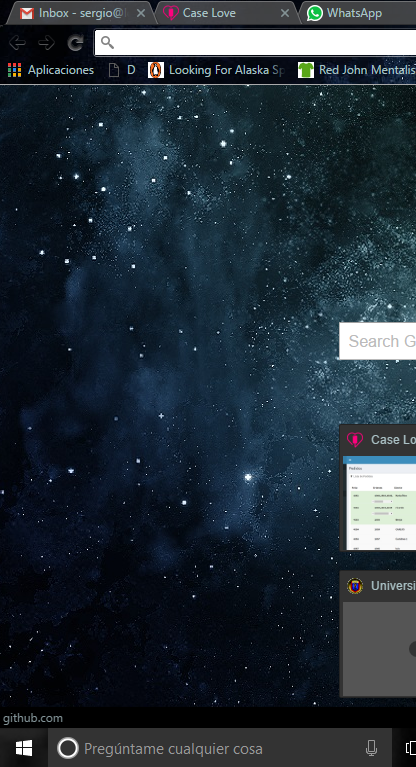 Inbox - sergio@
Case Love
WhatsApp
Aplicaciones
D
Looking For Alaska Sp
Red John Mentalis
Search G
Case Lo
Universi
github.com
Pregúntame cualquier cosa